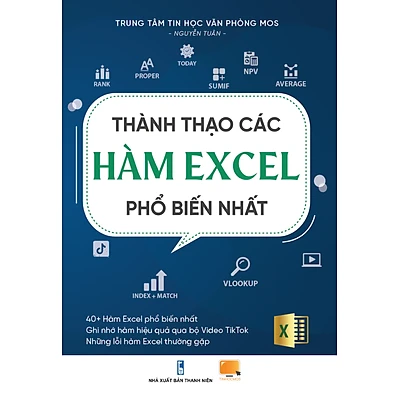 TRUNG TÂM TIN HỌC VĂN PHÒNG MOS
- NGUYỄN TUÂN -
TODAY
RANK
PROPER
SUMIF
NPV
AVERAGE
THÀNH THẠO CÁC
HÀM EXCEL
PHỔ BIẾN NHẤT
INDEX + MATCH
VLOOKUP
40+ Hàm Excel phổ biến nhất
Ghi nhớ hàm hiệu quả qua bộ Video TikTok
Những lỗi hàm Excel thường gặp
X
NHÀ XUẤT BẢN THANH NIÊN